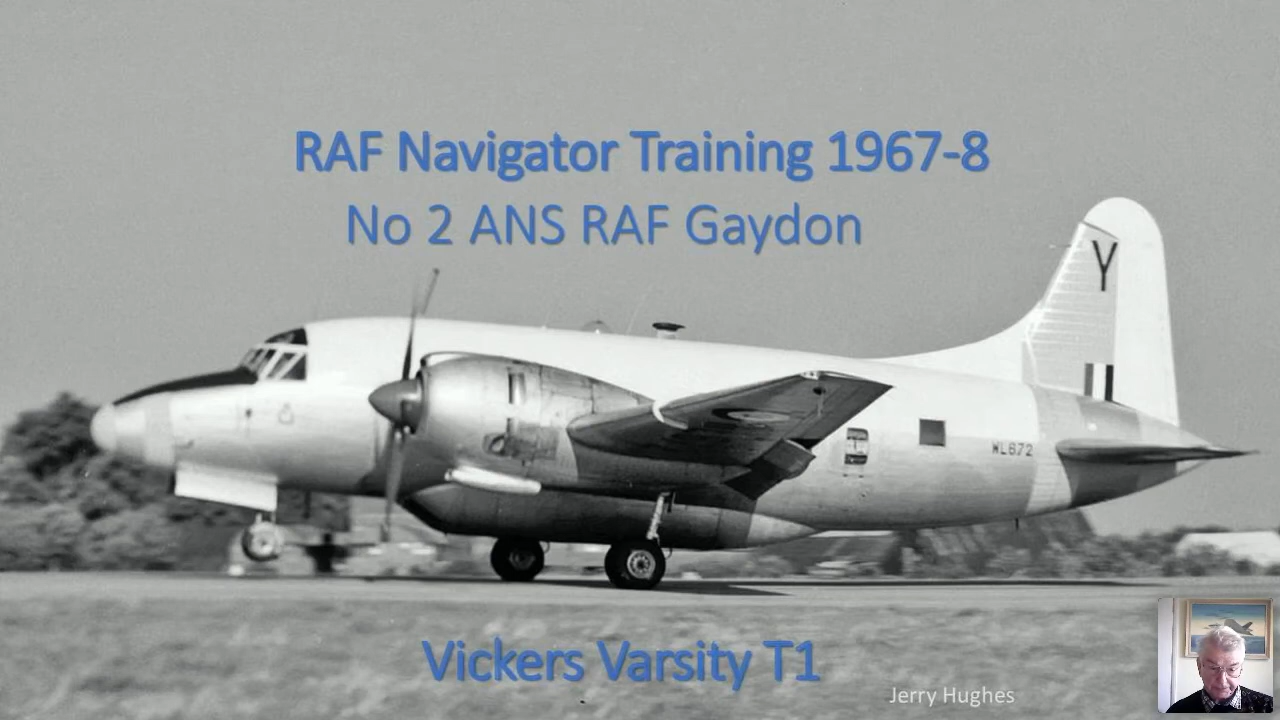 RAF Navigator Training 1967-8
No 2 ANS RAF Gaydon
Y
WL672
Vickers Varsity T1
Jerry Hughes